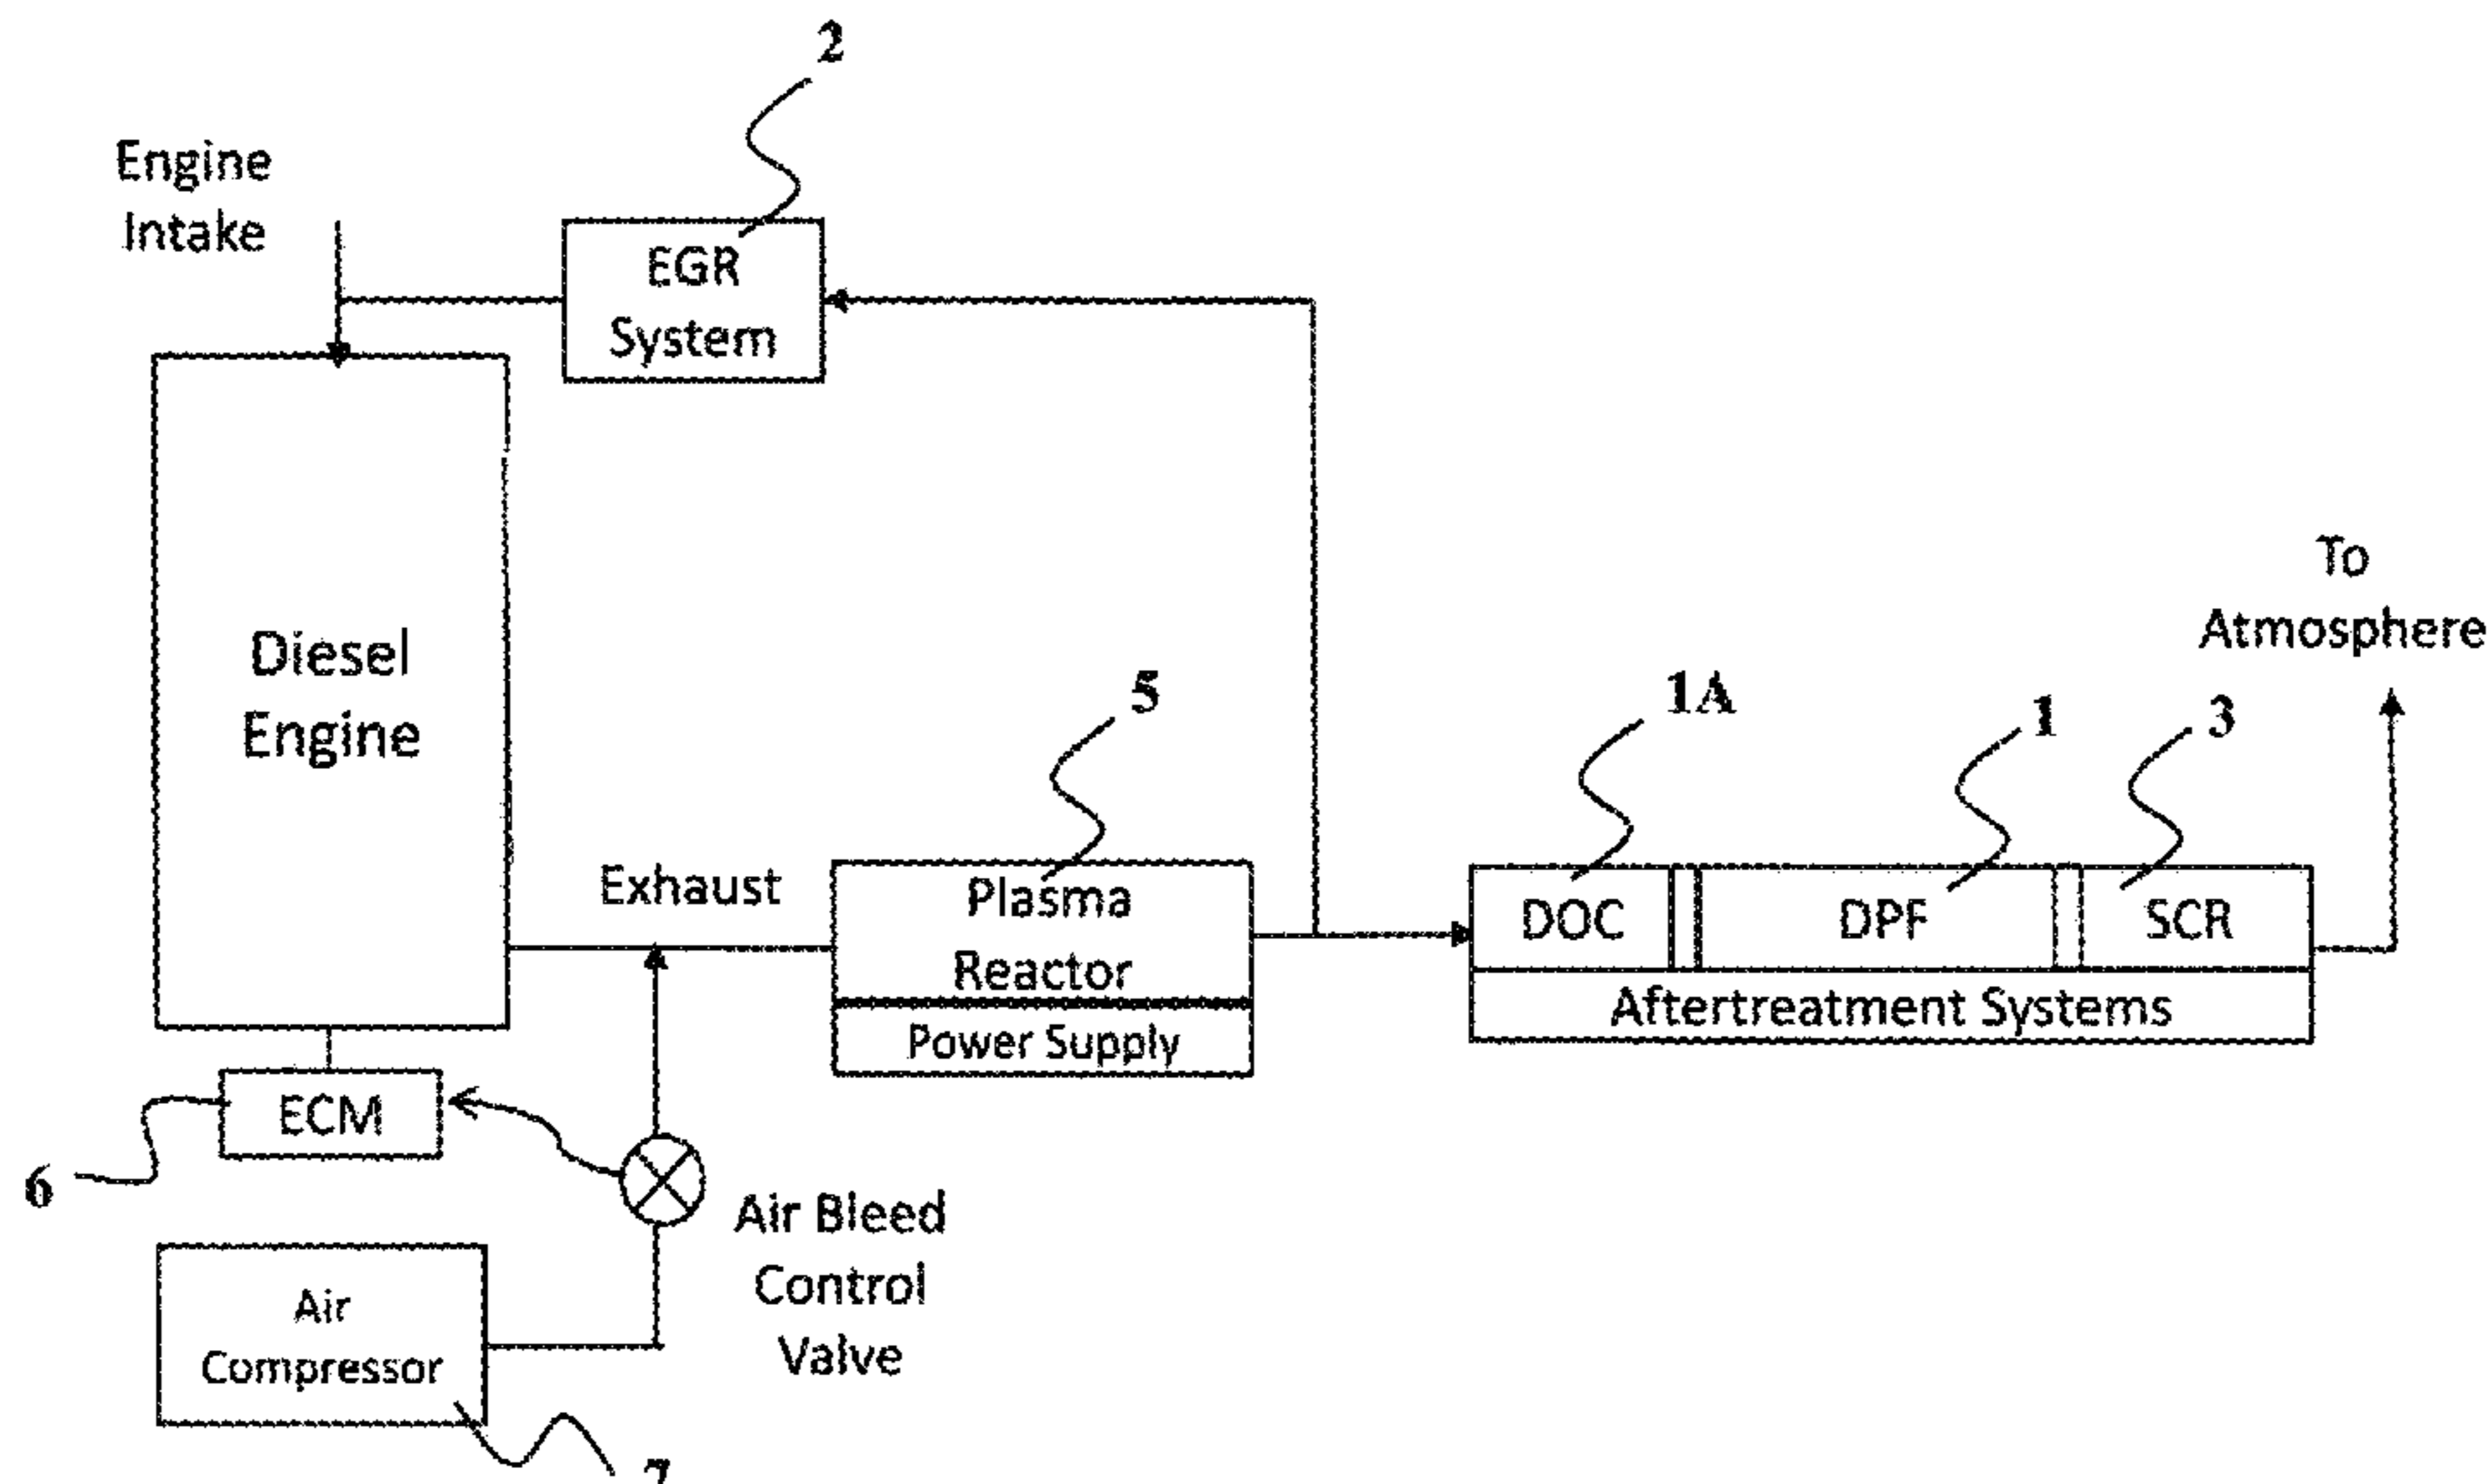 2
Engine
Intake
EGR
System
Diesel
Engine
To
Atmosphere
5
1A
1
3
Exhaust
Plasma
Reactor
Power Supply
DOC
DPF
SCR
Aftertreatment Systems
ECM
6
Air Bleed
Control
Valve
Air
Compressor
7